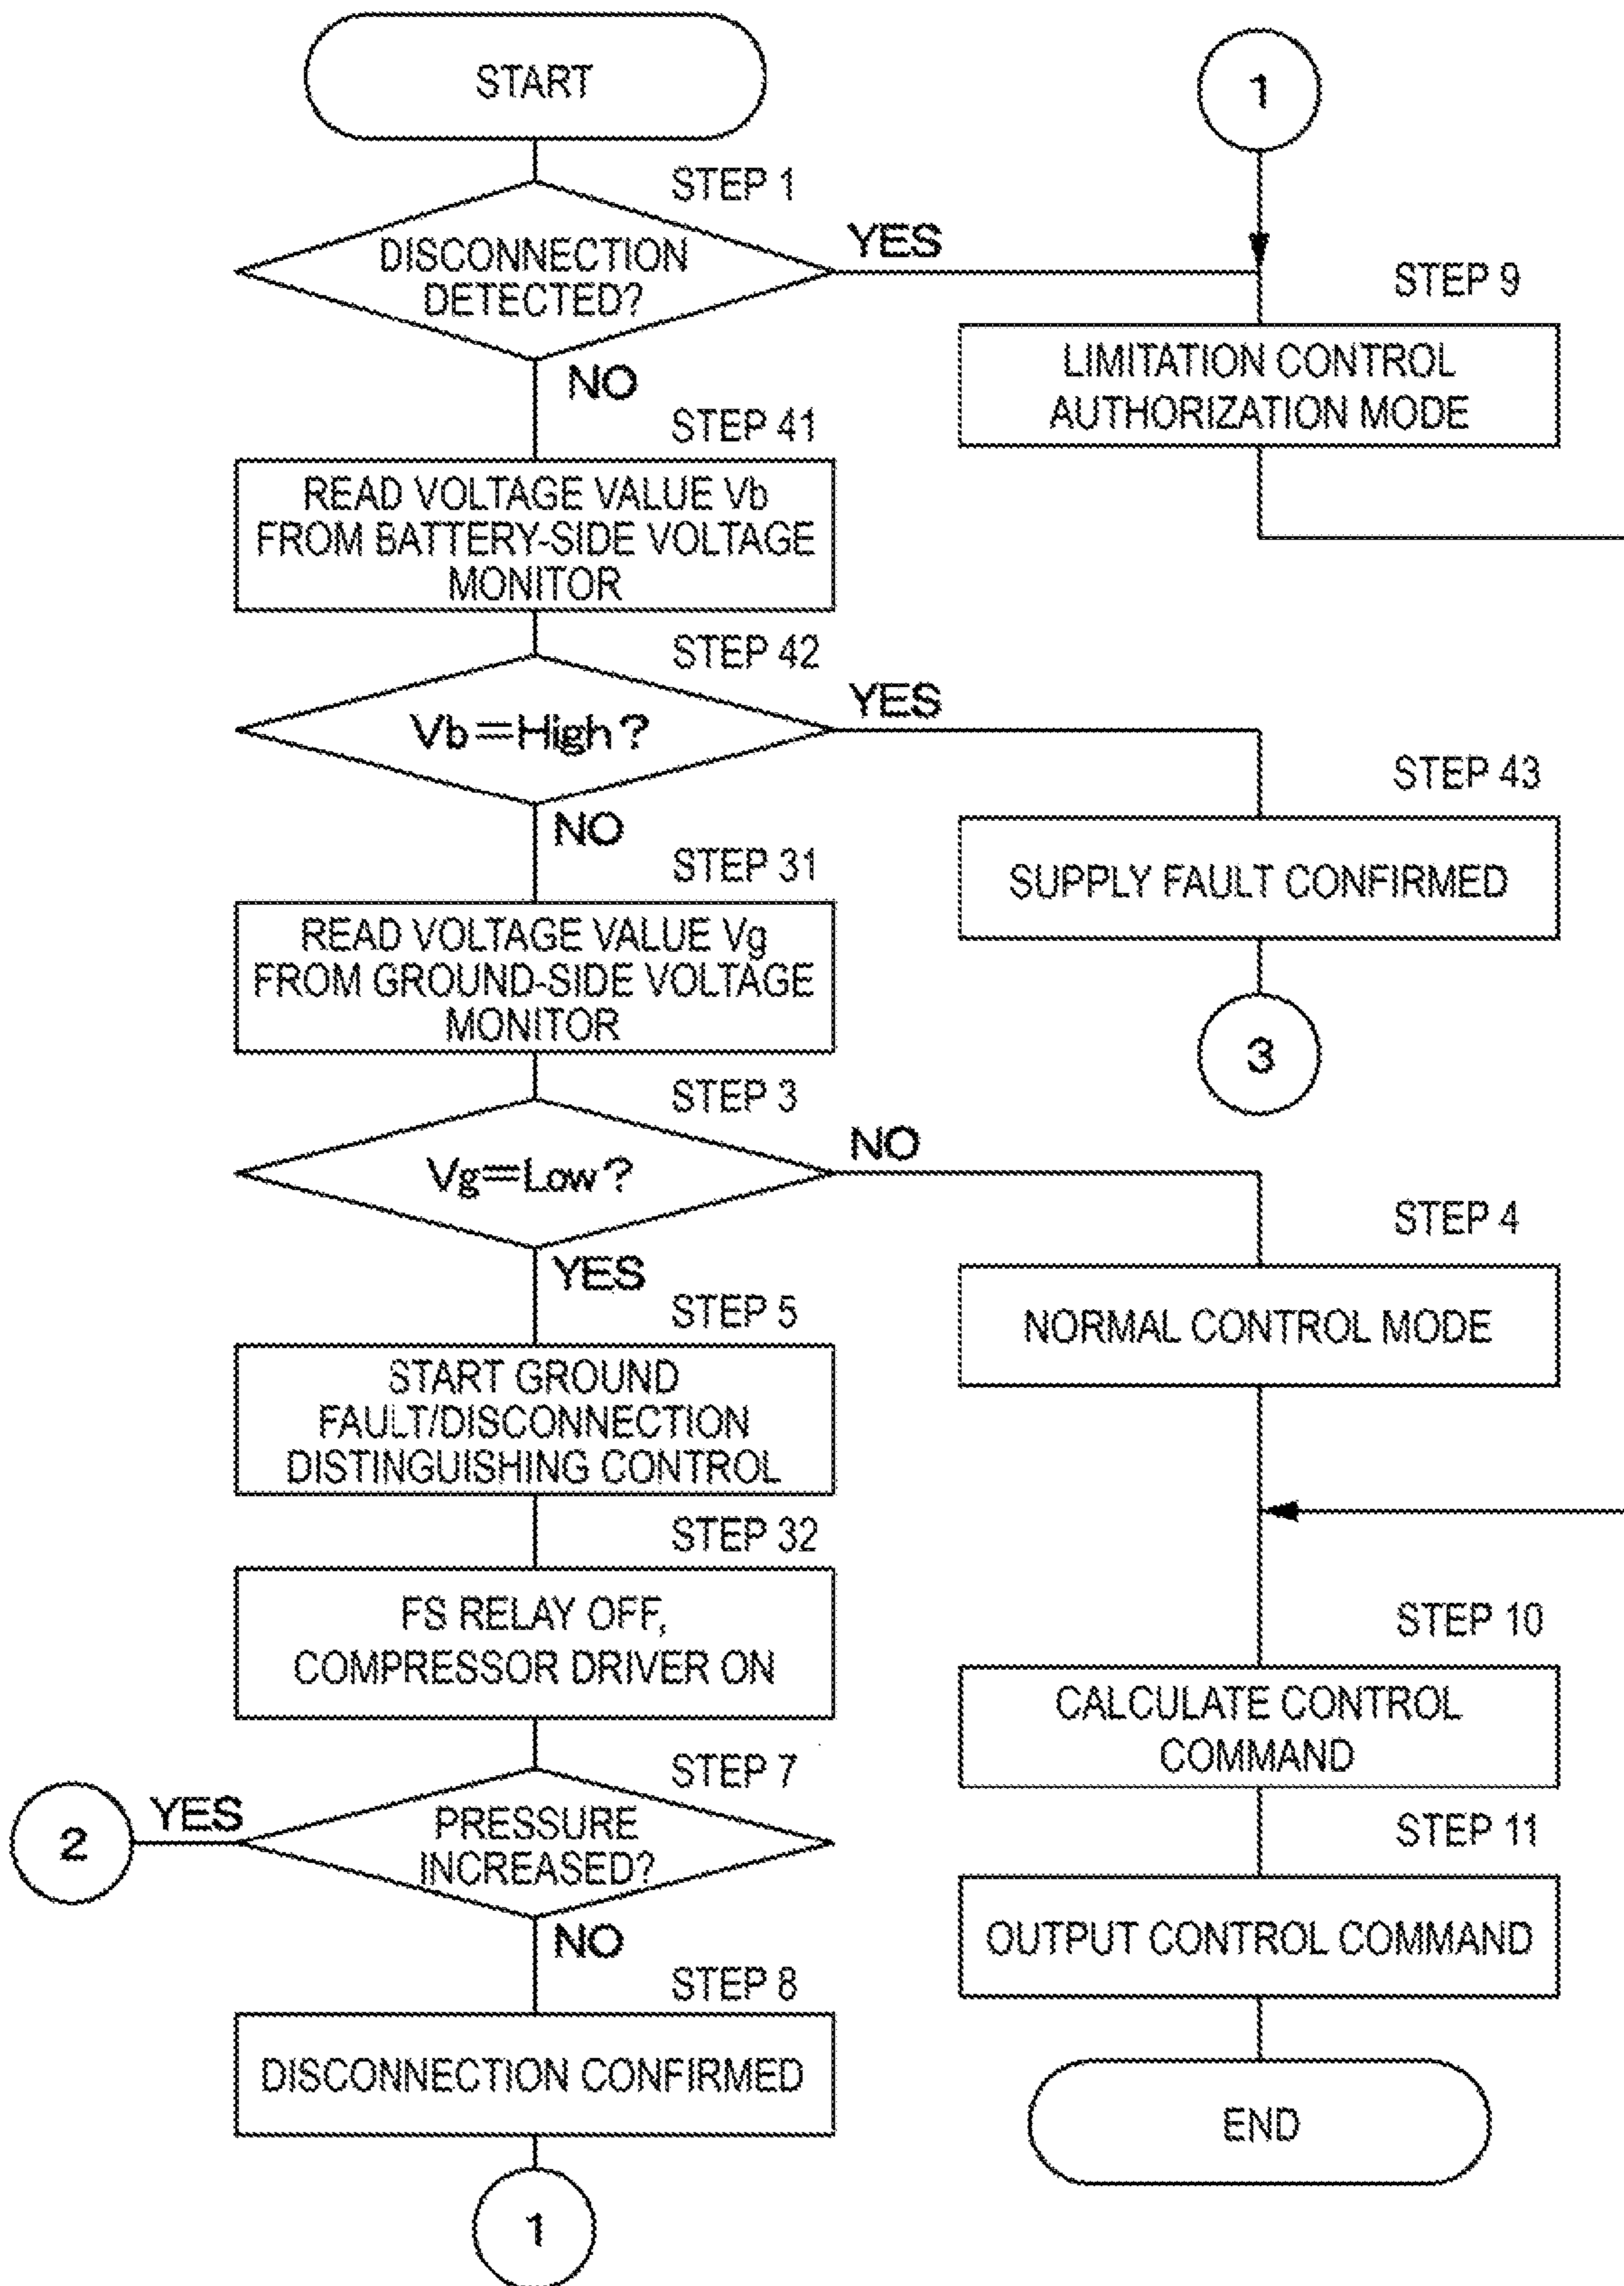 START
STEP 1
DISCONNECTION
DETECTED?
YES
NO
STEP 41
READ VOLTAGE VALUE Vb
FROM BATTERY-SIDE VOLTAGE
MONITOR
STEP 42
Vb=High?
YES
NO
STEP 31
READ VOLTAGE VALUE Vg
FROM GROUND-SIDE VOLTAGE
MONITOR
STEP 3
Vg=Low?
NO
YES
STEP 5
START GROUND
FAULT/DISCONNECTION
DISTINGUISHING CONTROL
STEP 32
FS RELAY OFF,
COMPRESSOR DRIVER ON
STEP 7
PRESSURE
INCREASED?
YES
2
NO
STEP 8
DISCONNECTION CONFIRMED
1
1
STEP 9
LIMITATION CONTROL
AUTHORIZATION MODE
STEP 43
SUPPLY FAULT CONFIRMED
3
STEP 4
NORMAL CONTROL MODE
STEP 10
CALCULATE CONTROL
COMMAND
STEP 11
OUTPUT CONTROL COMMAND
END